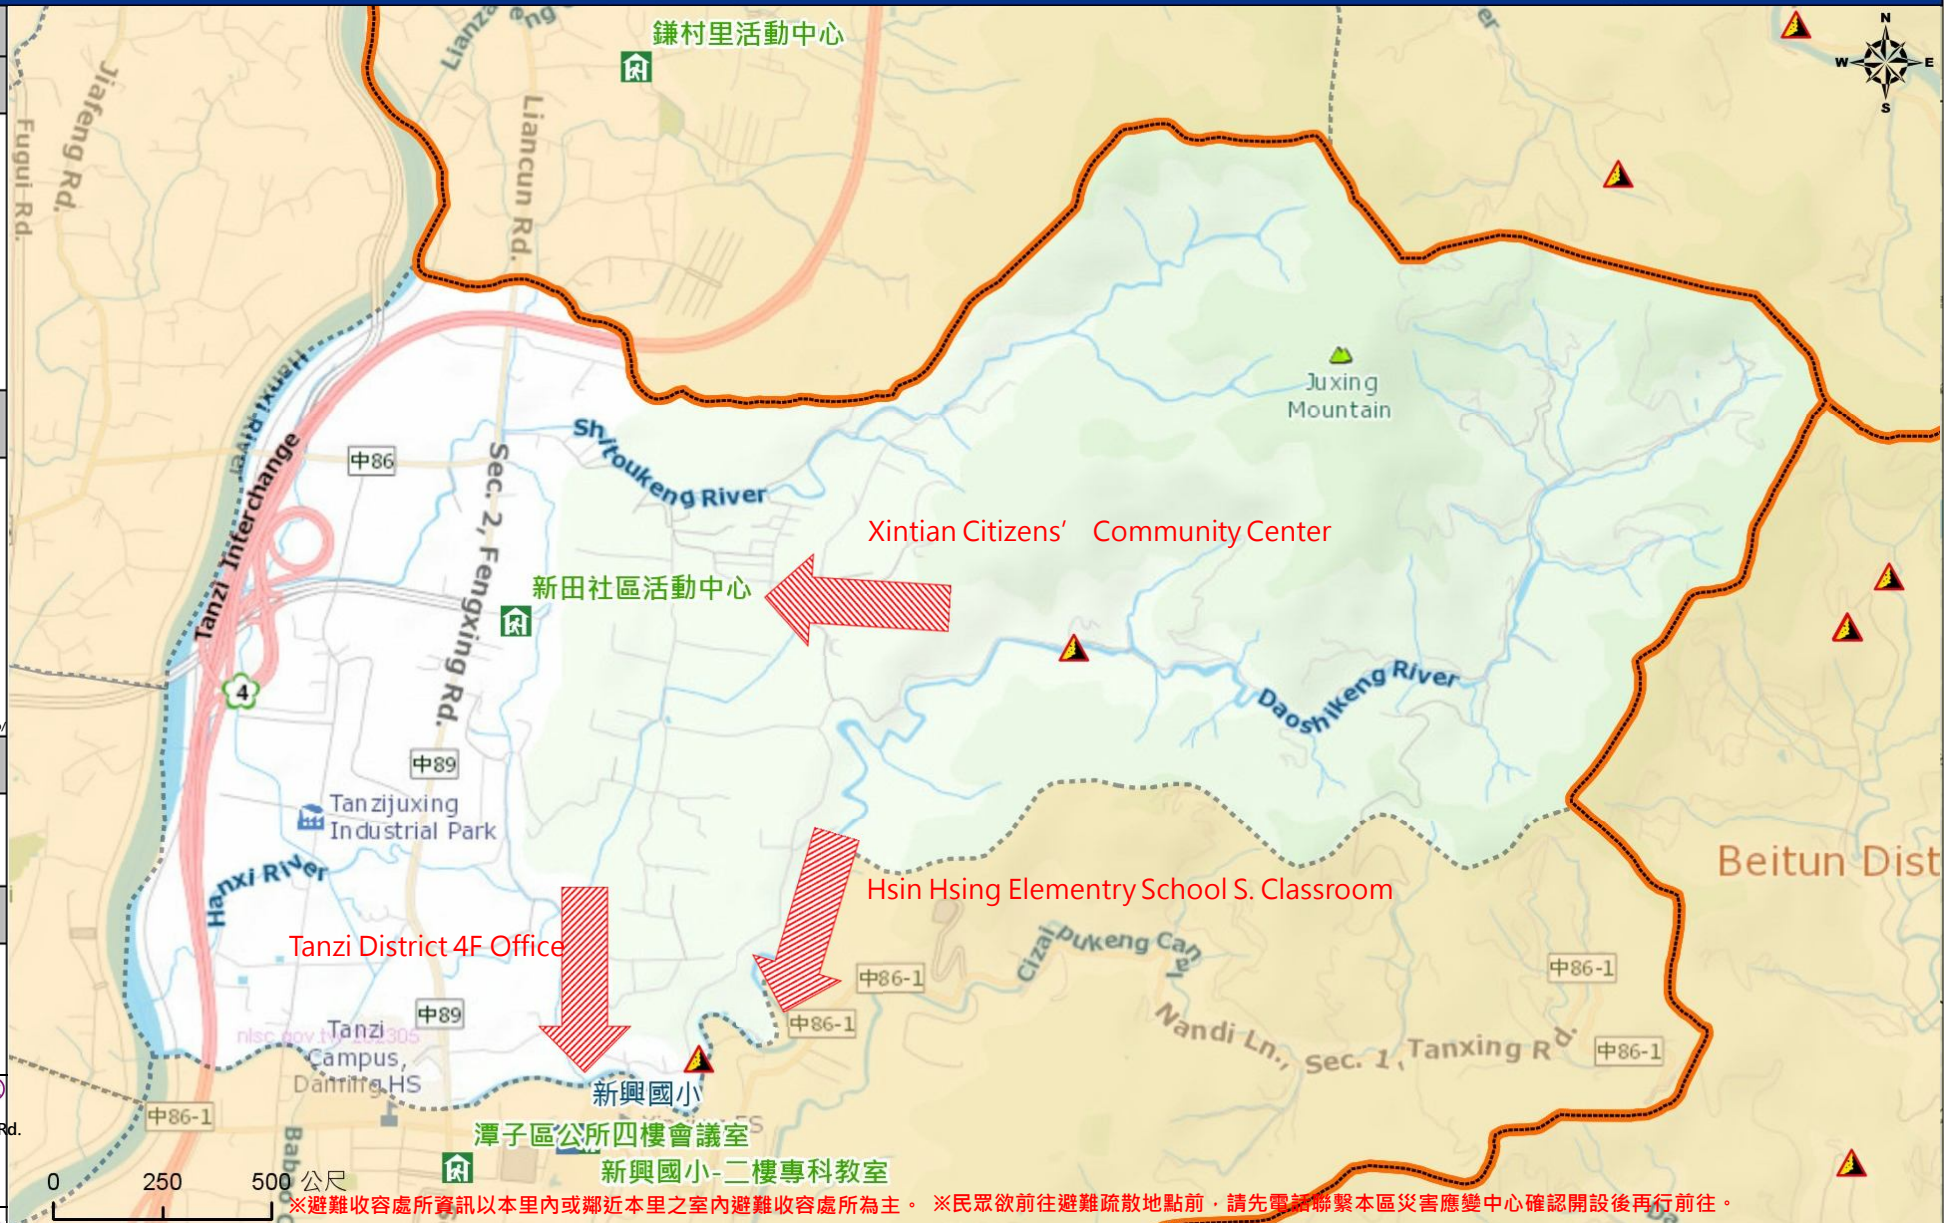 鎌村里活動中心
N
W
E
S
Jiafeng Rd.
Fugui Rd.
Liancun Rd.
Juxing
Mountain
Hanxi River
Tanzi Interchange
中86
Sec. 2, Fengxing Rd.
Shitoukeng River
Xintian Citizens’ Community Center
新田社區活動中心
4
Daoshikeng River
中89
Tanzijuxing
Industrial Park
Hanxi River
Beitun Dist
Hsin Hsing Elementry School S. Classroom
Tanzi District 4F Office
Cizaipukeng Canal
中86-1
中86-1
中86-1
中86-1
中89
nlsc.gov.tw 202305
Tanzi
Campus,
Daming HS
Nandi Ln., Sec. 1, Tanxing Rd.
新興國小
中86-1
Rd.
潭子區公所四樓會議室
新興國小-二樓專科教室
0 250 500 公尺
※避難收容處所資訊以本里內或鄰近本里之室內避難收容處所為主。 ※民眾欲前往避難疏散地點前，請先電話聯繫本區災害應變中心確認開設後再行前往。